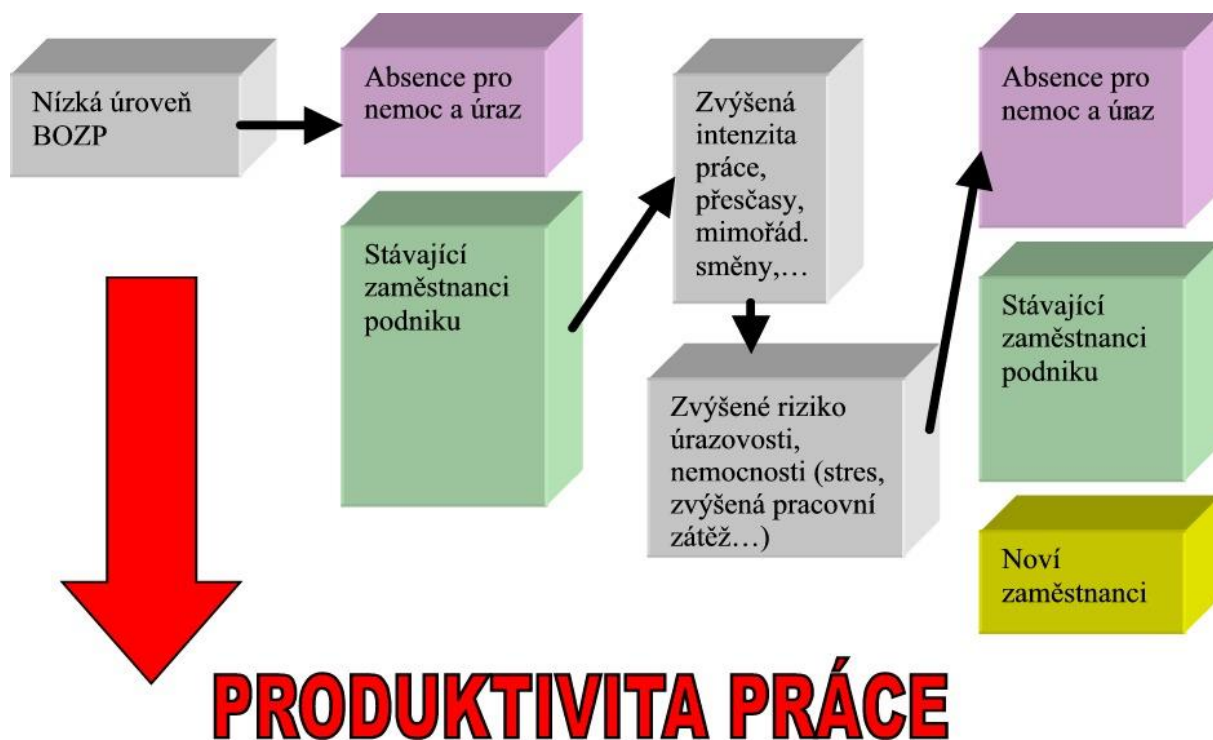 Nízká úroveň
BOZP
Absence pro
nemoc a úraz
Stávající
zaměstnanci
podniku
Zvýšená
intenzita
práce,
přesčasy,
mimořád.
směny,…
Zvýšené riziko
úrazovosti,
nemocnosti (stres,
zvýšená pracovní
zátěž…)
Absence pro
nemoc a úraz
Stávající
zaměstnanci
podniku
Noví
zaměstnanci
PRODUKTIVITA PRÁCE